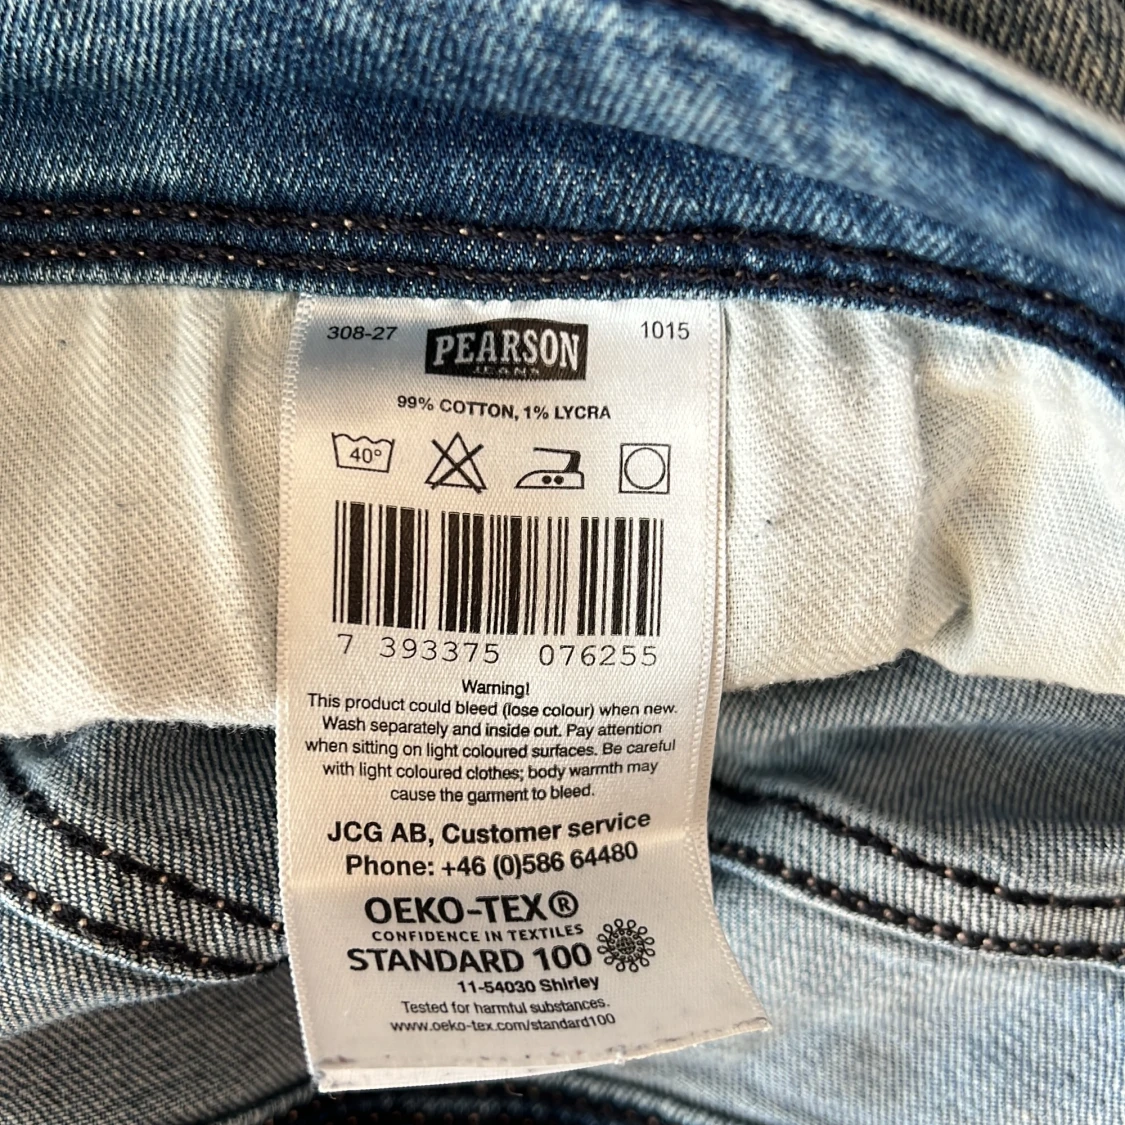 308-27
PEARSON
JEANS
1015
99% COTTON, 1% LYCRA
40°
7 393375 076255
Warning!
This product could bleed (lose colour) when new.
Wash separately and inside out. Pay attention
when sitting on light coloured surfaces. Be careful
with light coloured clothes; body warmth may
cause the garment to bleed.
JCG AB, Customer service
Phone: +46 (0)586 64480
OEKO-TEX®
CONFIDENCE IN TEXTILES
STANDARD 100
11-54030 Shirley
Tested for harmful substances.
www.oeko-tex.com/standard100